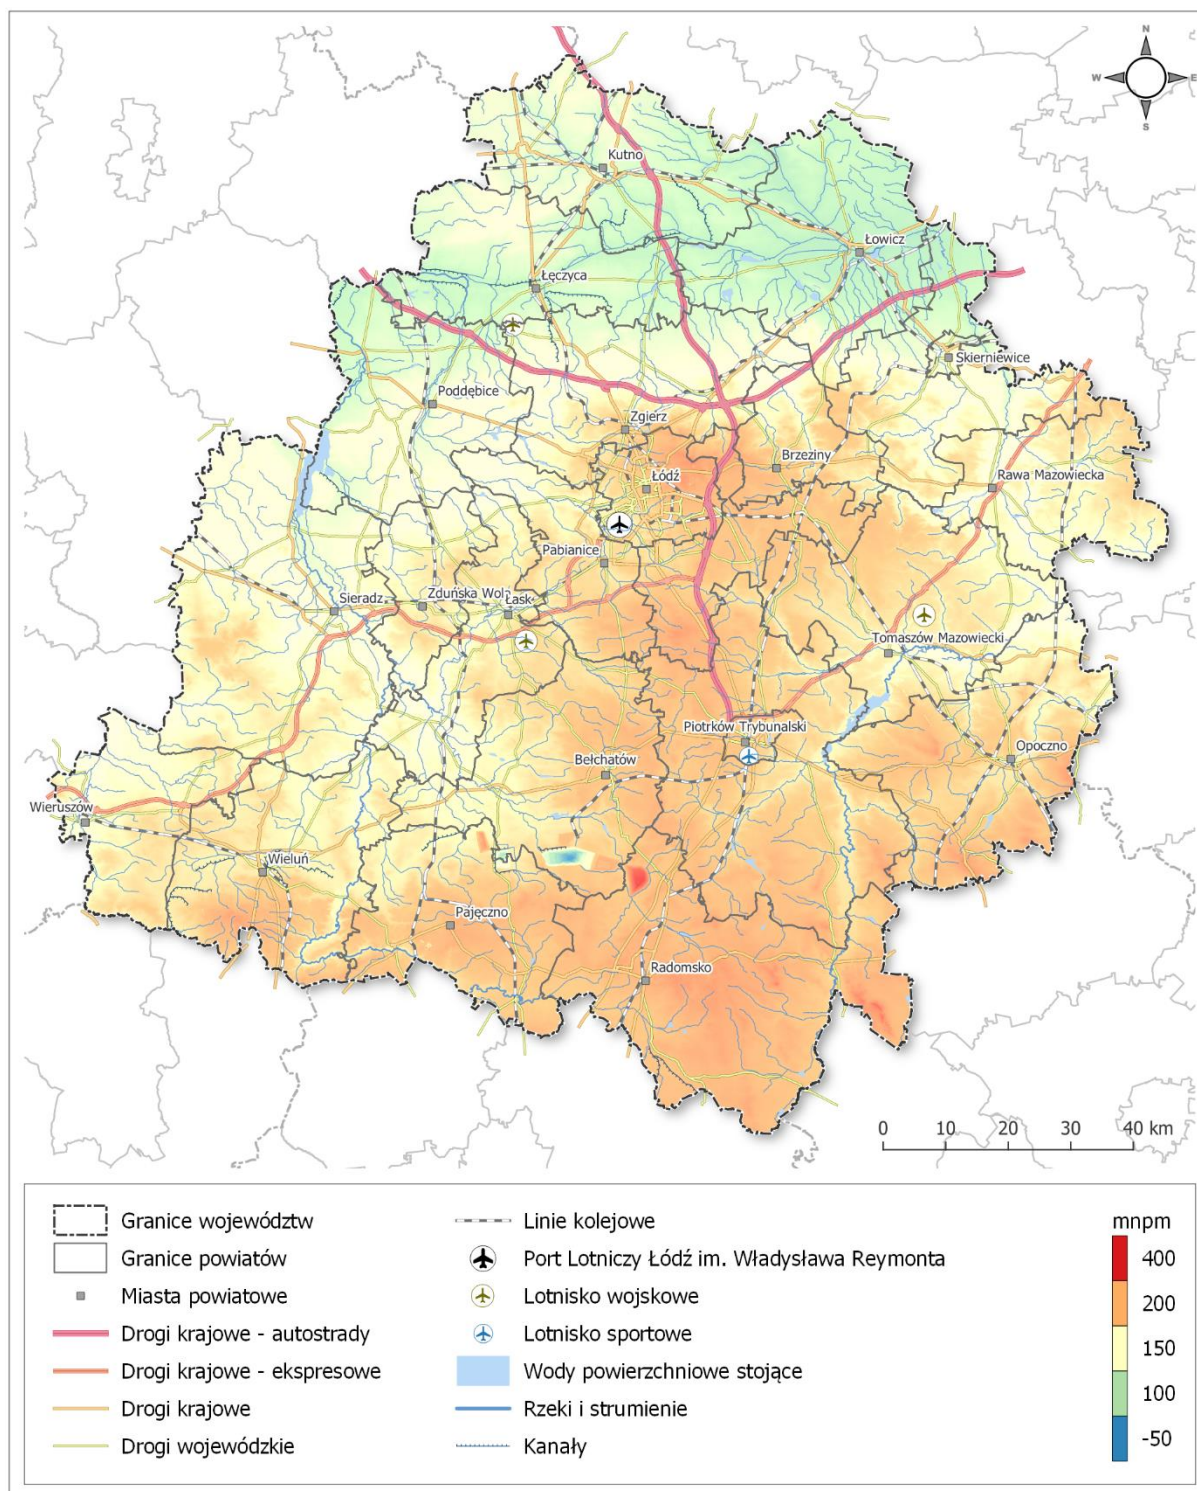 N
W E
S
Kutno
Łowicz
Łęczyca
Skierniewice
Poddębice
Zgierz
Brzeziny
Łódź
Rawa Mazowiecka
Pabianice
Sieradz
Zduńska Wola
Łask
Tomaszów Mazowiecki
Piotrków Trybunalski
Opoczno
Bełchatów
Wieruszów
Wieluń
Pajęczno
Radomsko
0 10 20 30 40 km
Granice województw
Granice powiatów
Miasta powiatowe
Drogi krajowe - autostrady
Drogi krajowe - ekspresowe
Drogi krajowe
Drogi wojewódzkie
Linie kolejowe
Port Lotniczy Łódź im. Władysława Reymonta
Lotnisko wojskowe
Lotnisko sportowe
Wody powierzchniowe stojące
Rzeki i strumienie
Kanały
mnpm
400
200
150
100
-50